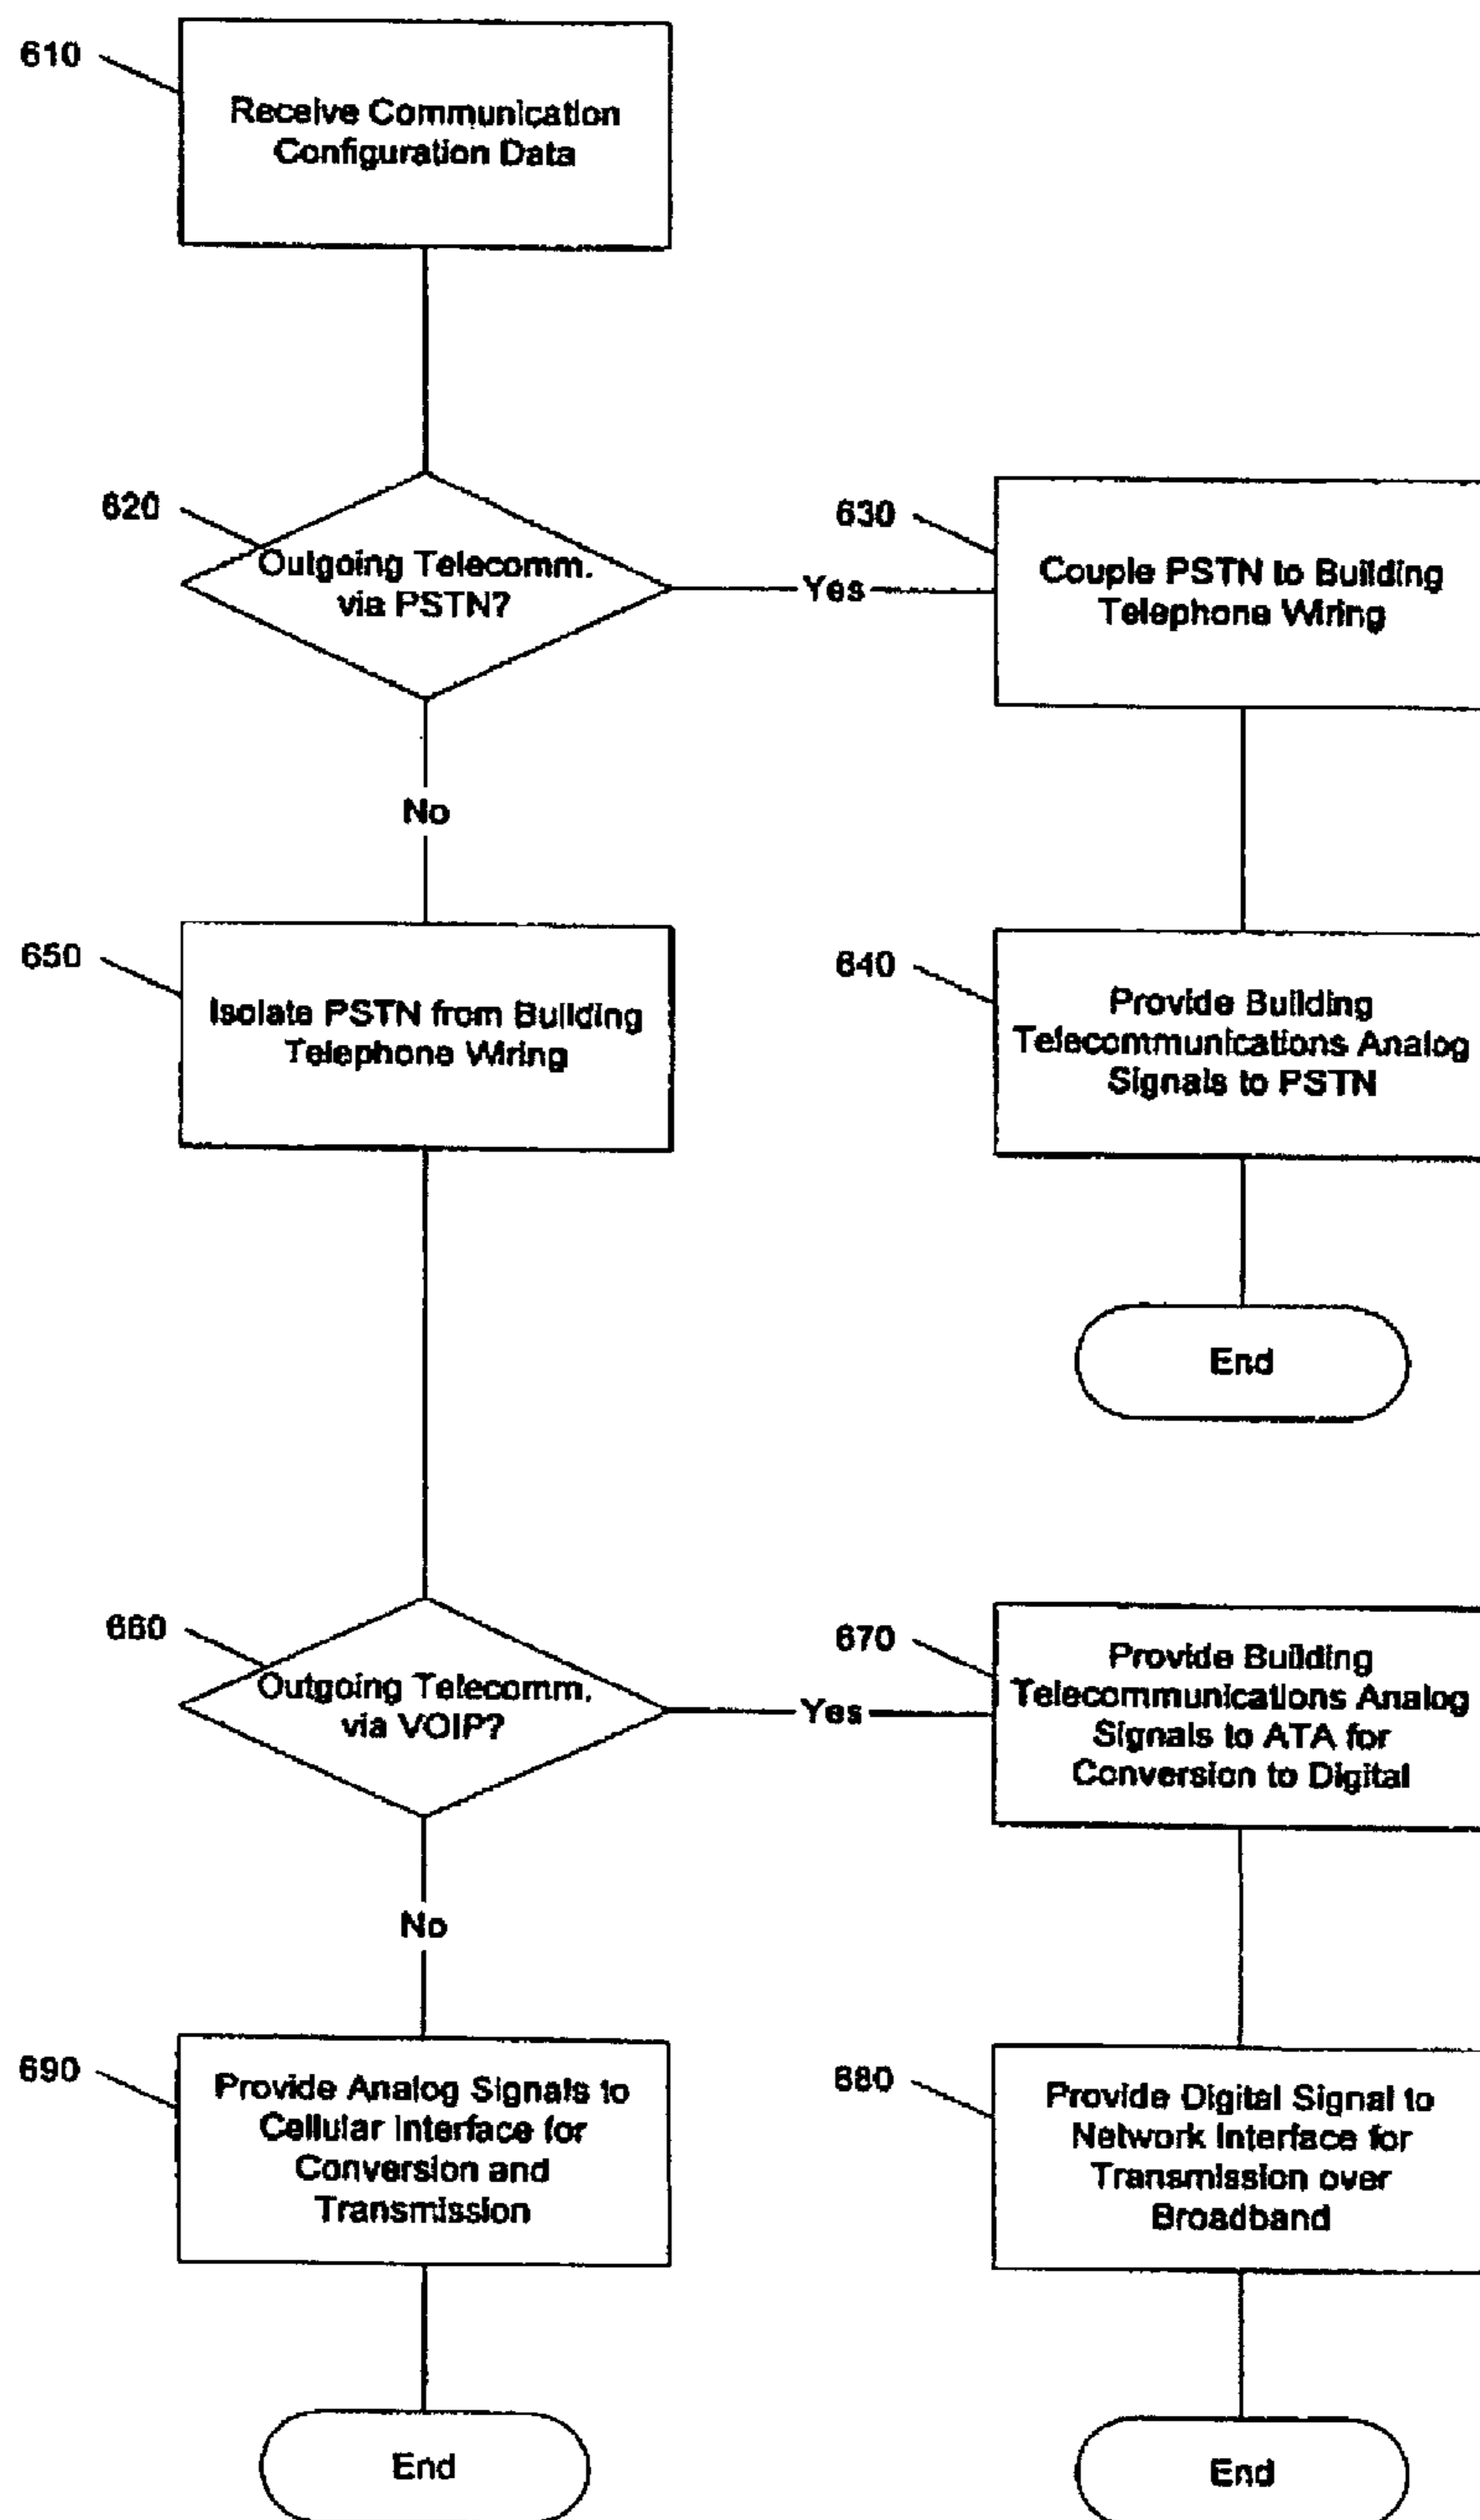 610
Receive Communication
Configuration Data
620
Outgoing Telecomm.
via PSTN?
Yes
630
Couple PSTN to Building
Telephone Wiring
No
650
Isolate PSTN from Building
Telephone Wiring
640
Provide Building
Telecommunications Analog
Signals to PSTN
End
660
Outgoing Telecomm.
via VOIP?
Yes
670
Provide Building
Telecommunications Analog
Signals to ATA for
Conversion to Digital
No
690
Provide Analog Signals to
Cellular Interface for
Conversion and
Transmission
680
Provide Digital Signal to
Network Interface for
Transmission over
Broadband
End
End